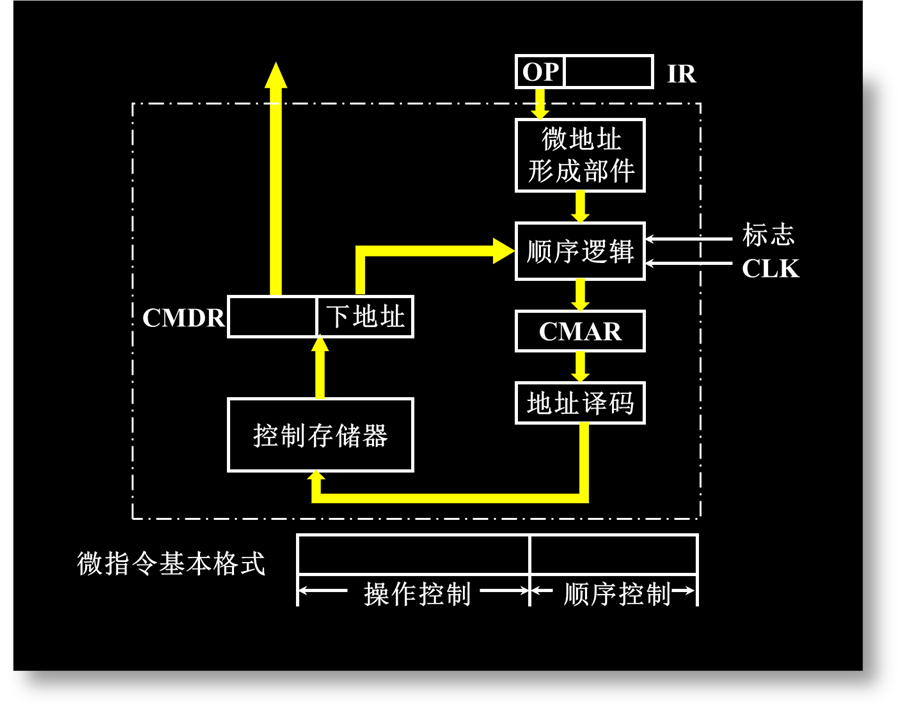 OP IR
微地址
形成部件
顺序逻辑
标志
CLK
CMDR 下地址
CMAR
地址译码
控制存储器
微指令基本格式
操作控制 顺序控制